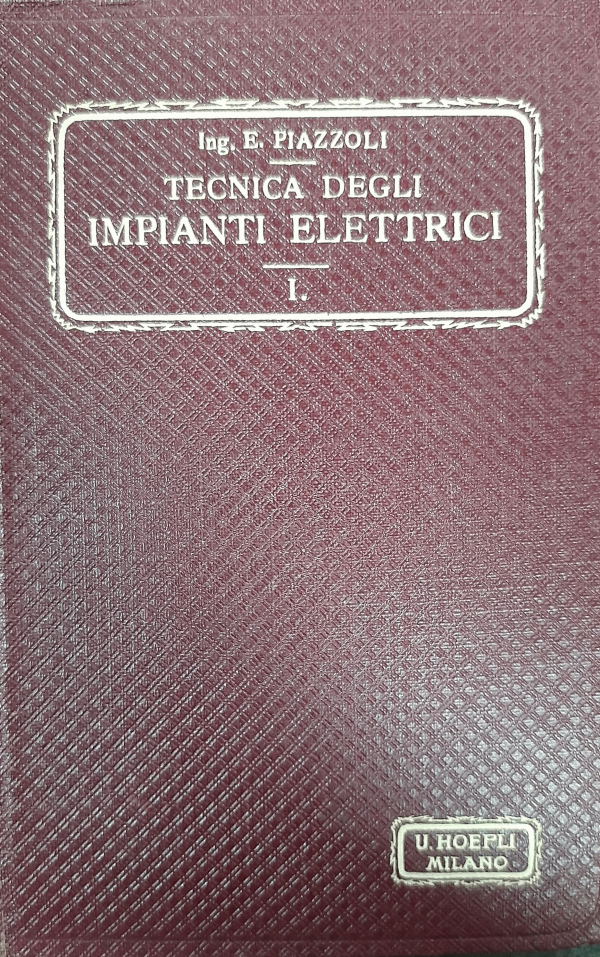 Ing. E. PIAZZOLI
TECNICA DEGLI
IMPIANTI ELETTRICI
I.
U. HOEPLI
MILANO